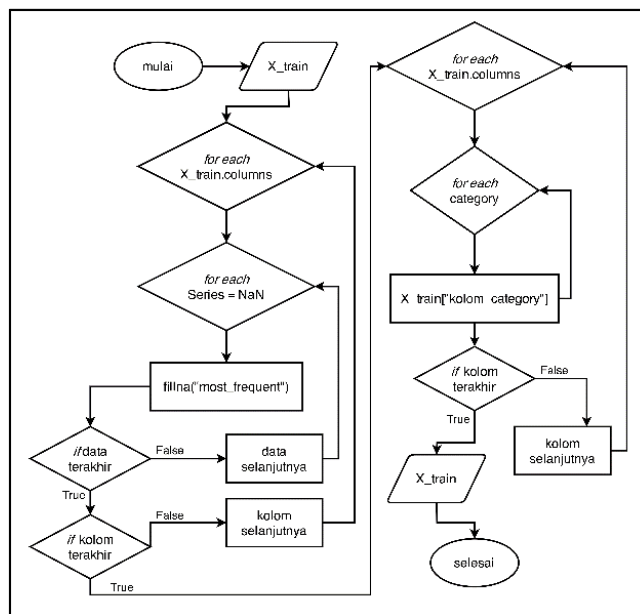 mulai
X_train
for each
X_train.columns
for each
Series = NaN
fillna("most_frequent")
if data
terakhir
False
data
selanjutnya
True
if kolom
terakhir
False
kolom
selanjutnya
True
for each
X_train.columns
for each
category
X_train["kolom_category"]
if kolom
terakhir
False
True
kolom
selanjutnya
X_train
selesai